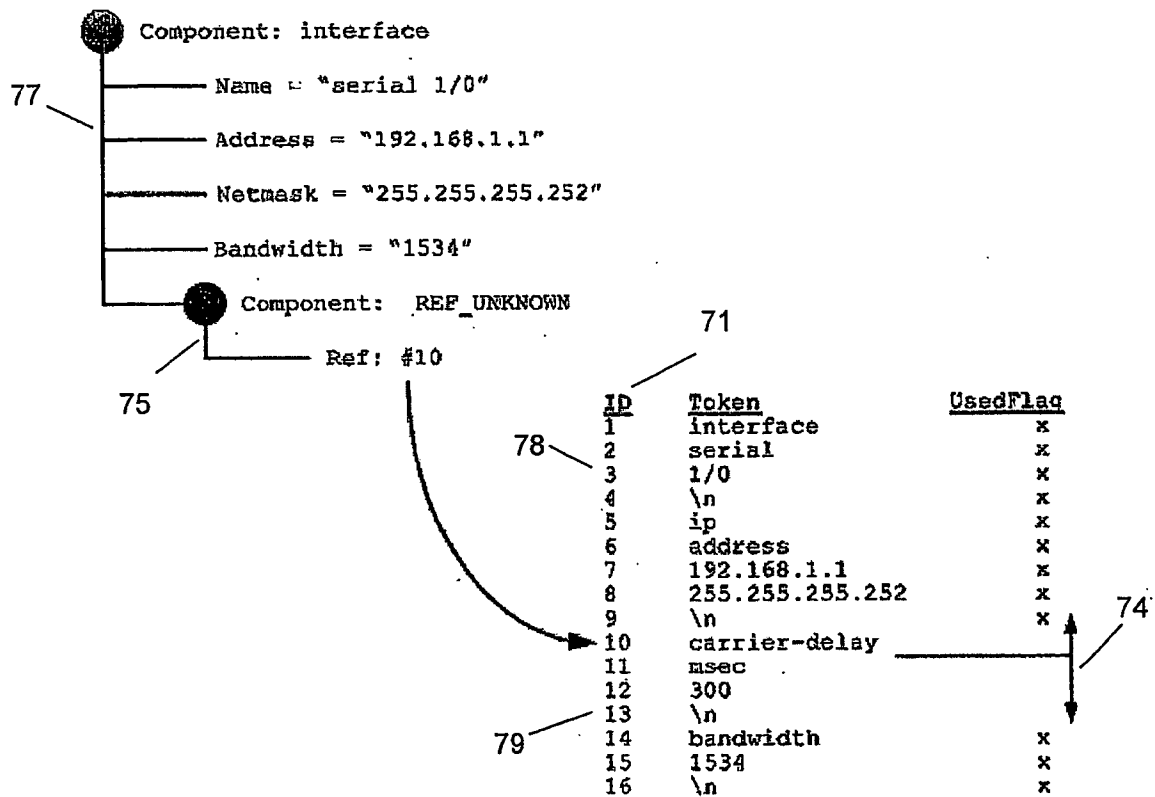 Component: interface
Name = "serial 1/0"
77
Address = "192.168.1.1"
Netmask = "255.255.255.252"
Bandwidth = "1534"
Component: REF_UNKNOWN
71
Ref: #10
75
ID Token UsedFlag
1 interface x
78
2 serial x
3 1/0 x
4 \n x
5 ip x
6 address x
7 192.168.1.1 x
8 255.255.255.252 x
9 \n x
74
10 carrier-delay
11 msec
12 300
13 \n
79
14 bandwidth x
15 1534 x
16 \n x